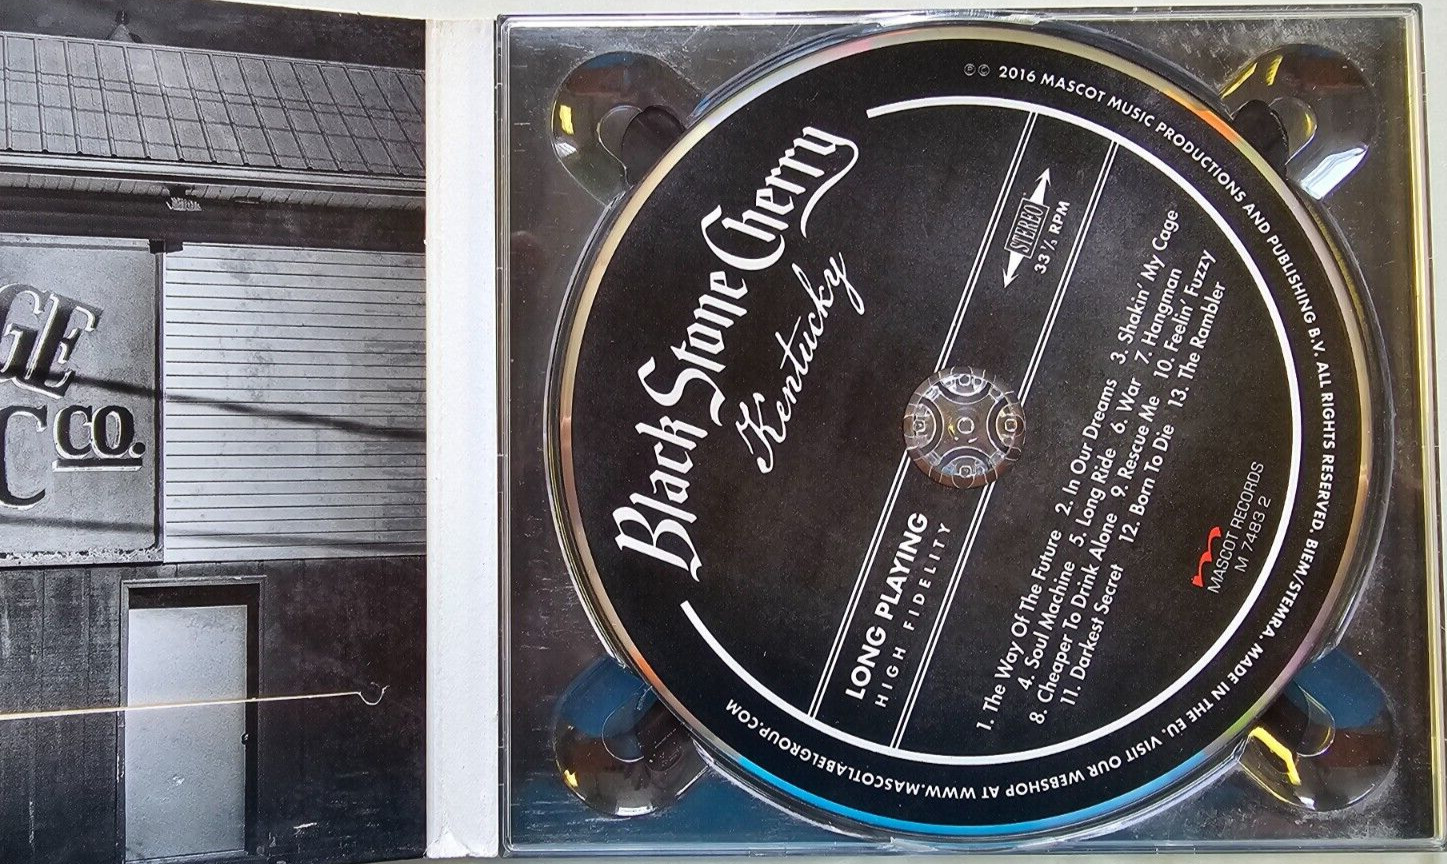 GE
C CO.
Black Stone Cherry
Kentucky
STEREO
33 1/3 RPM
LONG PLAYING
HIGH FIDELITY
1. The Way Of The Future 2. In Our Dreams 3. Shakin' My Cage
4. Soul Machine 5. Long Ride 6. War 7. Hangman
8. Cheaper To Drink Alone 9. Rescue Me 10. Feelin' Fuzzy
11. Darkest Secret 12. Born To Die 13. The Rambler
m
MASCOT RECORDS
M 7483 2
℗ © 2016 MASCOT MUSIC PRODUCTIONS AND PUBLISHING B.V. ALL RIGHTS RESERVED. BIEM/STEMRA. MADE IN THE EU. VISIT OUR WEBSHOP AT WWW.MASCOTLABELGROUP.COM